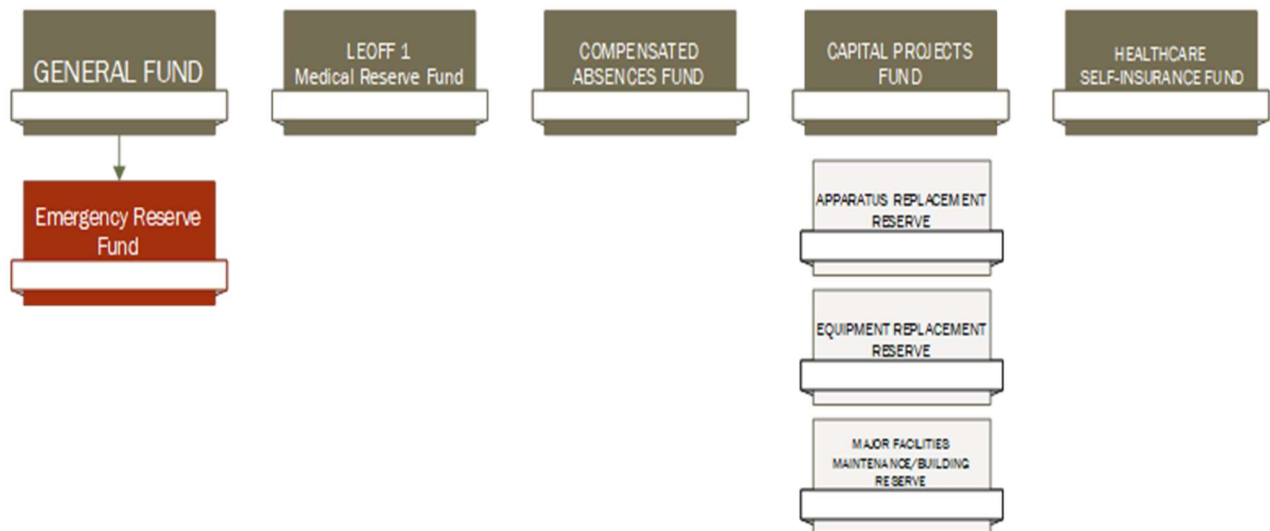 GENERAL FUND
LEOFF 1
Medical Reserve Fund
COMPENSATED
ABSENCES FUND
CAPITAL PROJECTS
FUND
HEALTHCARE
SELF-INSURANCE FUND
Emergency Reserve
Fund
APPARATUS REPLACEMENT
RESERVE
EQUIPMENT REPLACEMENT
RESERVE
MAJOR FACILITIES
MAINTENANCE/BUILDING
RESERVE